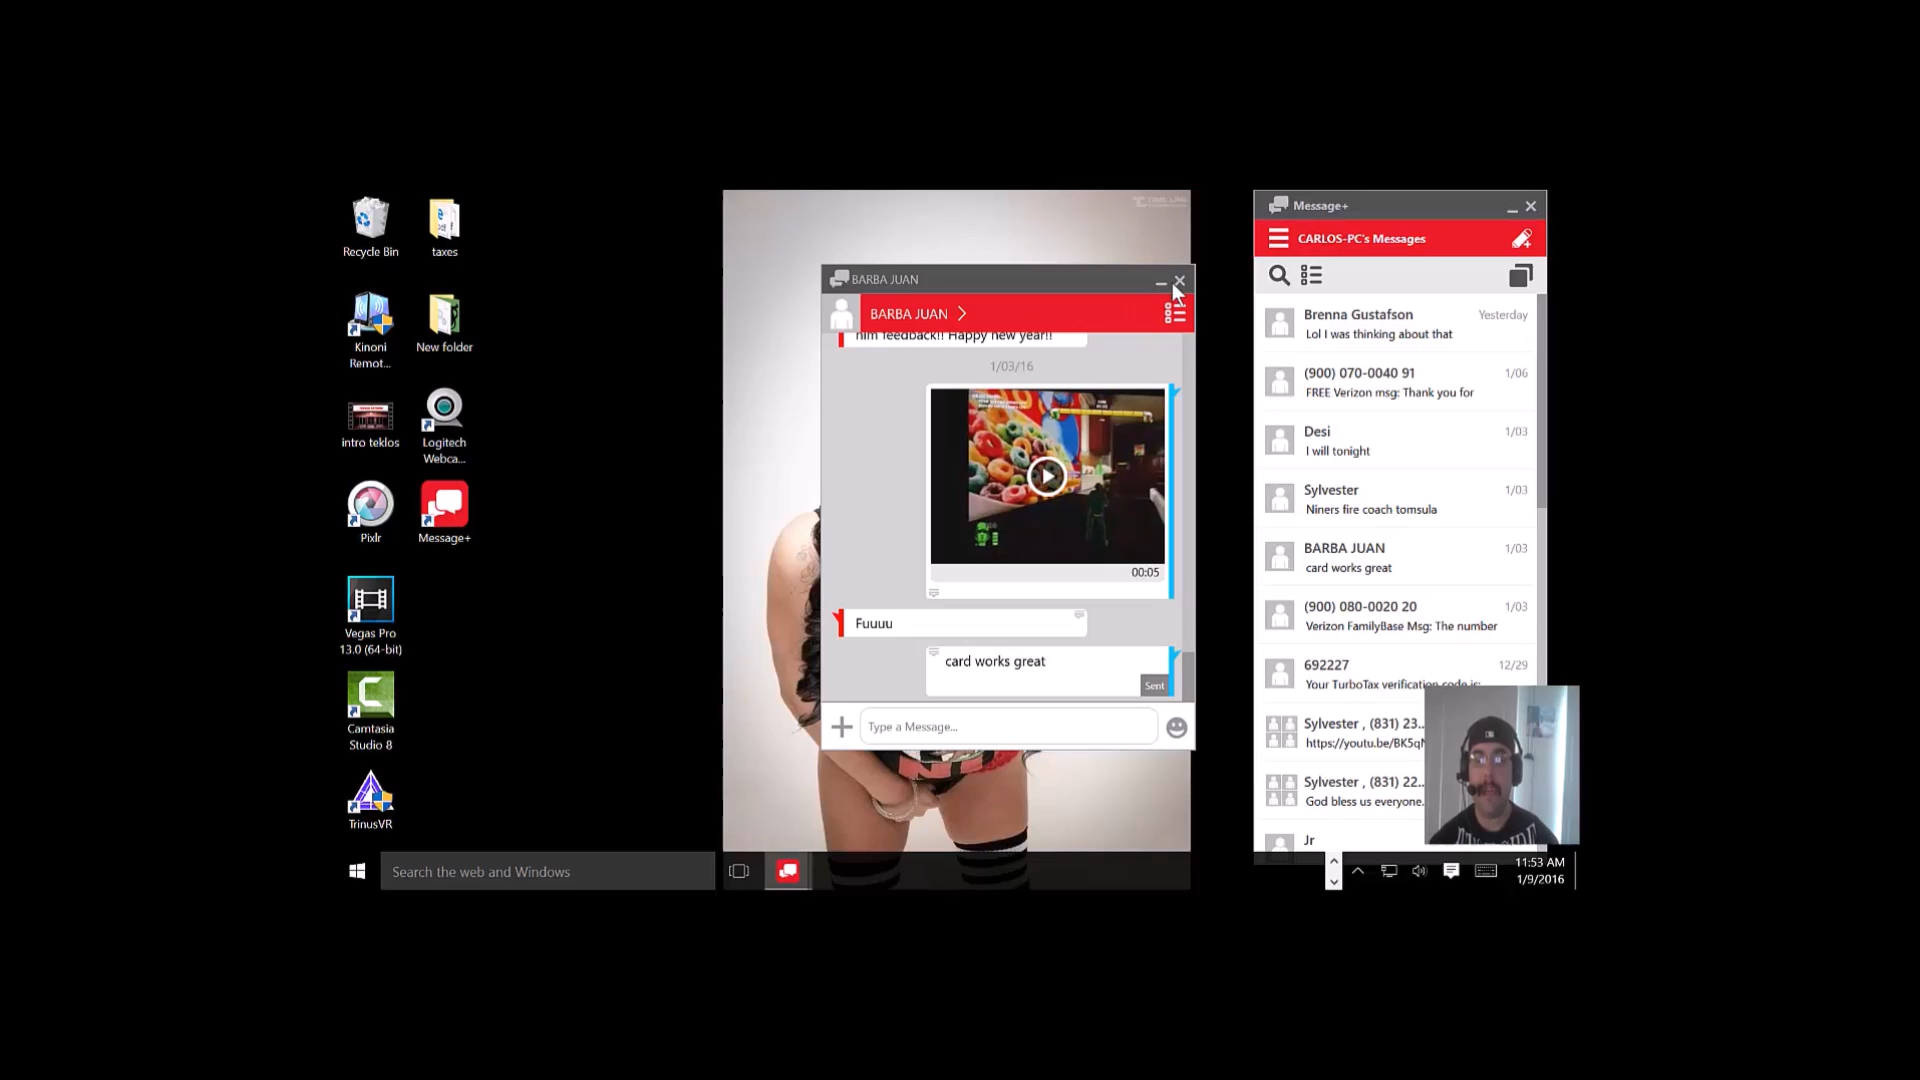 Recycle Bin
taxes
Kinoni
Remot...
New folder
intro teklos
Logitech
Webca...
Pixlr
Message+
Vegas Pro
13.0 (64-bit)
Camtasia
Studio 8
TrinusVR
Search the web and Windows
BARBA JUAN
BARBA JUAN
him feedback!! Happy new year!!
1/03/16
00:05
Fuuuu
card works great
Sent
Type a Message...
Message+
CARLOS-PC's Messages
Brenna Gustafson
Yesterday
Lol I was thinking about that
(900) 070-0040 91
1/06
FREE Verizon msg: Thank you for
Desi
1/03
I will tonight
Sylvester
1/03
Niners fire coach tomsula
BARBA JUAN
1/03
card works great
(900) 080-0020 20
1/03
Verizon FamilyBase Msg: The number
692227
12/29
Your TurboTax verification code is:
Sylvester , (831) 23...
https://youtu.be/BK5q
Sylvester , (831) 22...
God bless us everyone.
Jr
11:53 AM
1/9/2016